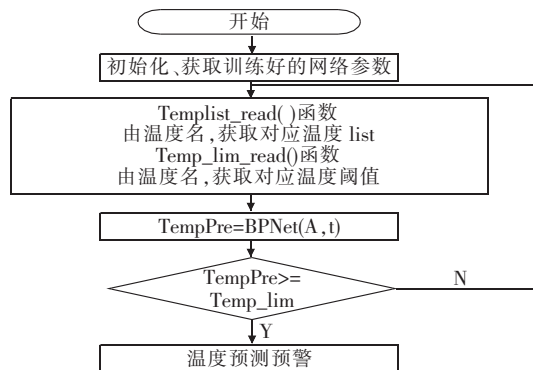 开始
初始化、获取训练好的网络参数
Templist_read( )函数
由温度名,获取对应温度 list
Temp_lim_read()函数
由温度名,获取对应温度阈值
TempPre=BPNet(A,t)
TempPre>=
Temp_lim
N
Y
温度预测预警